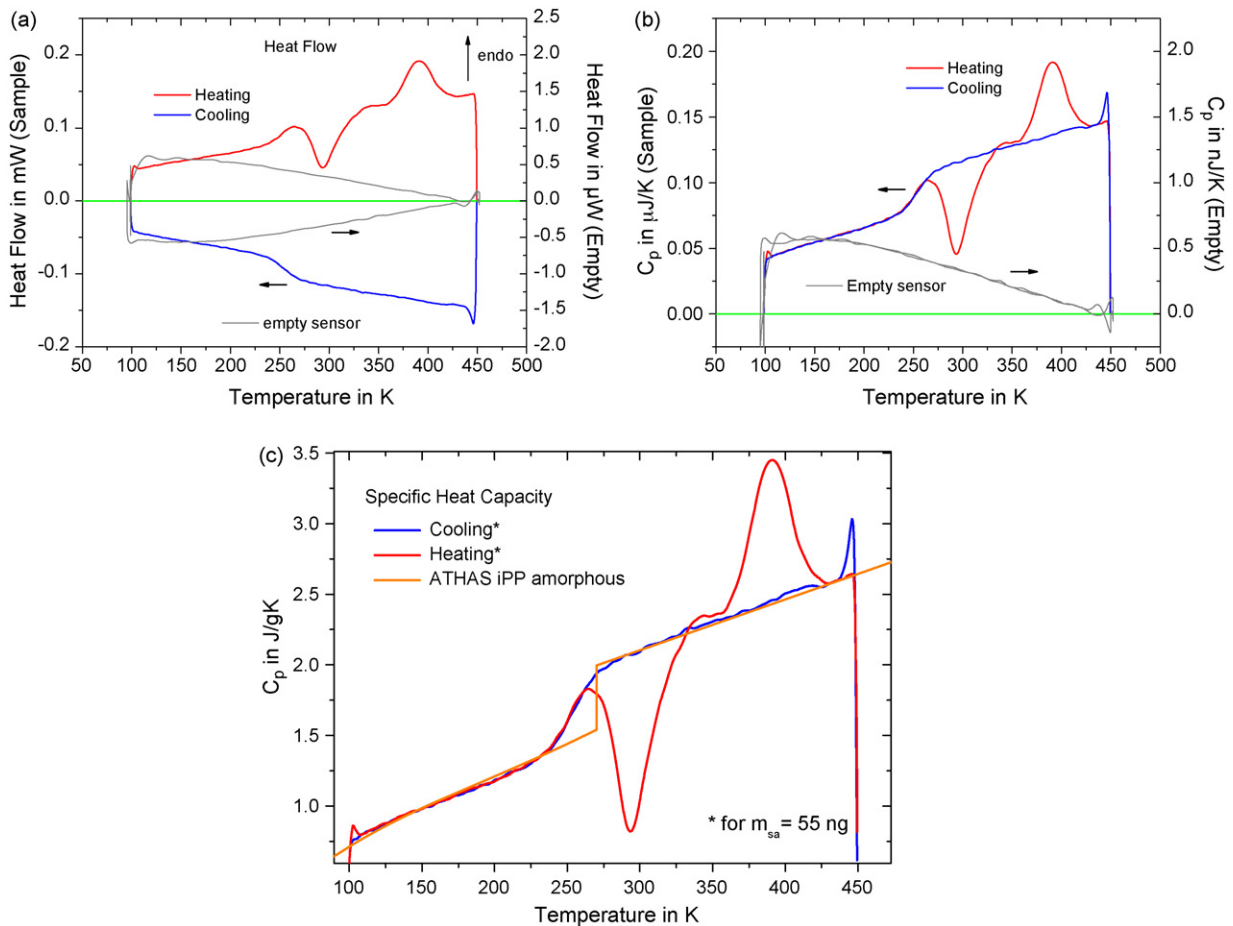 (a)
Heat Flow in mW (Sample)
0.2
0.1
0.0
-0.1
-0.2
Heat Flow
endo
Heating
Cooling
empty sensor
2.5
2.0
1.5
1.0
0.5
0.0
-0.5
-1.0
-1.5
-2.0
Heat Flow in µW (Empty)
50 100 150 200 250 300 350 400 450 500
Temperature in K
(b)
Cp in µJ/K (Sample)
0.20
0.15
0.10
0.05
0.00
Heating
Cooling
Empty sensor
2.0
1.5
1.0
0.5
0.0
Cp in nJ/K (Empty)
50 100 150 200 250 300 350 400 450 500
Temperature in K
(c)
Cp in J/gK
3.5
3.0
2.5
2.0
1.5
1.0
Specific Heat Capacity
Cooling*
Heating*
ATHAS iPP amorphous
* for msa= 55 ng
100 150 200 250 300 350 400 450
Temperature in K